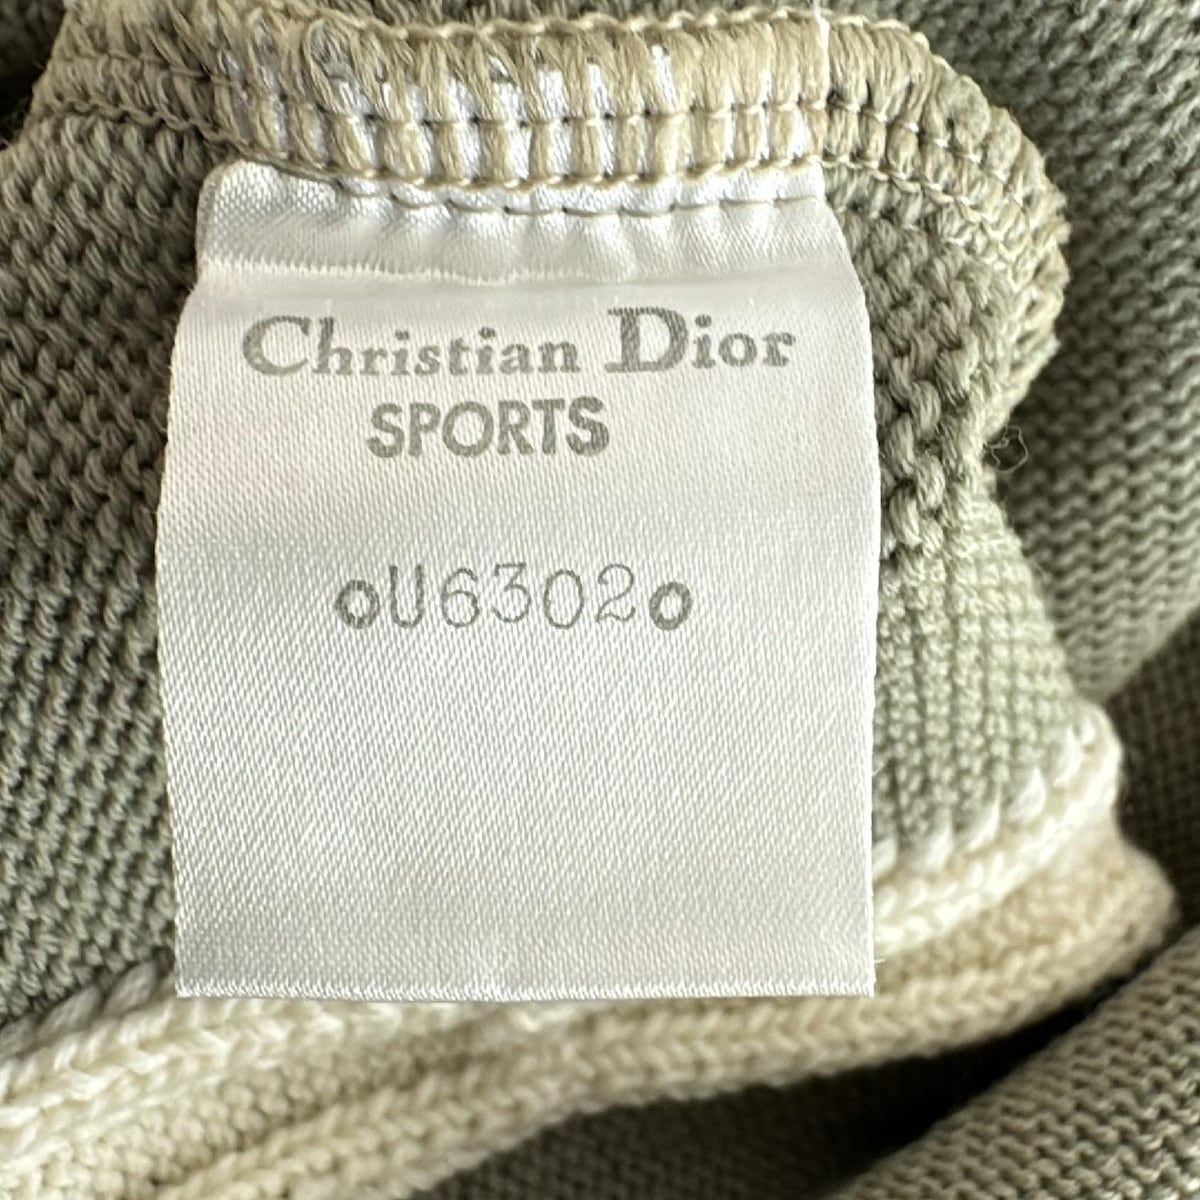 Christian Dior
SPORTS
oU6302o